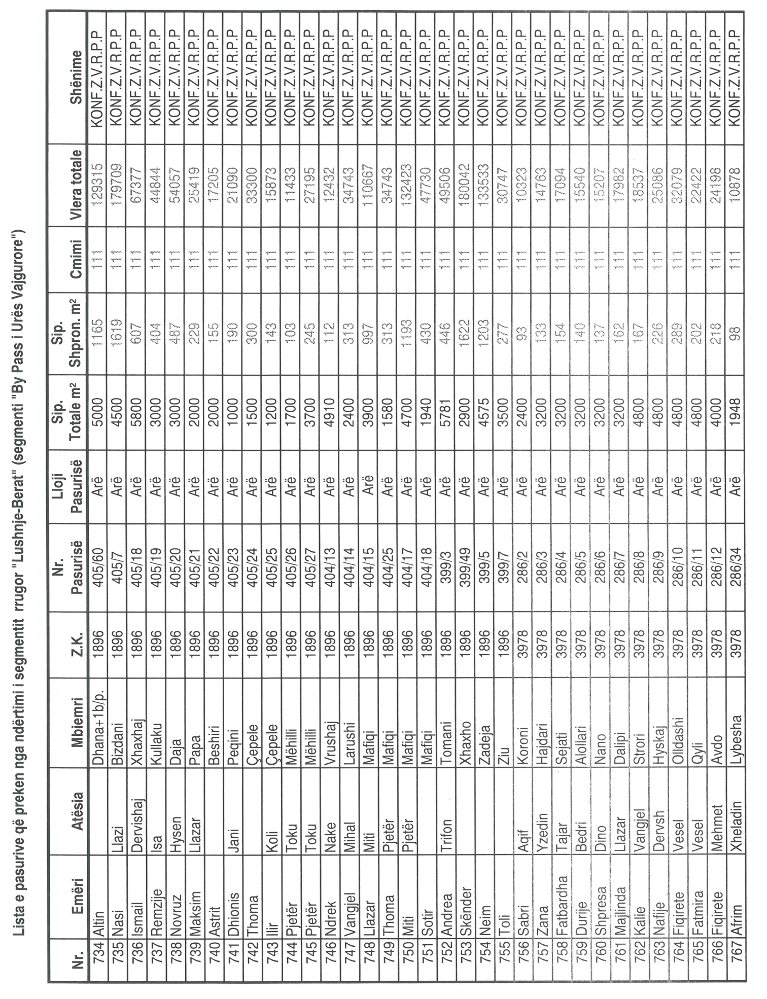 Lista e pasurive që preken nga ndërtimi i segmentit rrugor "Lushnje-Berat" (segmenti "By Pass i Urës Vajgurore")
Nr. Emëri Atësia Mbiemri Z.K. Nr. Pasurisë Lloji Pasurisë Sip. Totale m² Sip. Shpron. m² Cmimi Vlera totale Shënime
734 Altin Dhana+1b/p. 1896 405/60 Arë 5000 1165 111 129315 KONF.Z.V.R.P.P
735 Nasi Llazi Bizdani 1896 405/7 Arë 4500 1619 111 179709 KONF.Z.V.R.P.P
736 Ismail Dervishaj Xhaxhaj 1896 405/18 Arë 5800 607 111 67377 KONF.Z.V.R.P.P
737 Remzije Isa Kullaku 1896 405/19 Arë 3000 404 111 44844 KONF.Z.V.R.P.P
738 Novruz Hysen Daja 1896 405/20 Arë 3000 487 111 54057 KONF.Z.V.R.P.P
739 Maksim Llazar Papa 1896 405/21 Arë 2000 229 111 25419 KONF.Z.V.R.P.P
740 Astrit Beshiri 1896 405/22 Arë 2000 155 111 17205 KONF.Z.V.R.P.P
741 Dhionis Jani Peqini 1896 405/23 Arë 1000 190 111 21090 KONF.Z.V.R.P.P
742 Thoma Çepele 1896 405/24 Arë 1500 300 111 33300 KONF.Z.V.R.P.P
743 Ilir Koli Çepele 1896 405/25 Arë 1200 143 111 15873 KONF.Z.V.R.P.P
744 Pjetër Toku Mëhilli 1896 405/26 Arë 1700 103 111 11433 KONF.Z.V.R.P.P
745 Pjetër Toku Mëhilli 1896 405/27 Arë 3700 245 111 27195 KONF.Z.V.R.P.P
746 Ndrek Nake Vrushaj 1896 404/13 Arë 4910 112 111 12432 KONF.Z.V.R.P.P
747 Vangjel Mihal Larushi 1896 404/14 Arë 2400 313 111 34743 KONF.Z.V.R.P.P
748 Llazar Miti Mafiqi 1896 404/15 Arë 3900 997 111 110667 KONF.Z.V.R.P.P
749 Thoma Pjetër Mafiqi 1896 404/25 Arë 1580 313 111 34743 KONF.Z.V.R.P.P
750 Miti Pjetër Mafiqi 1896 404/17 Arë 4700 1193 111 132423 KONF.Z.V.R.P.P
751 Sotir Mafiqi 1896 404/18 Arë 1940 430 111 47730 KONF.Z.V.R.P.P
752 Andrea Trifon Tomani 1896 399/3 Arë 5781 446 111 49506 KONF.Z.V.R.P.P
753 Skënder Xhaxho 1896 399/49 Arë 2900 1622 111 180042 KONF.Z.V.R.P.P
754 Neim Zadeja 1896 399/5 Arë 4575 1203 111 133533 KONF.Z.V.R.P.P
755 Toli Ziu 1896 399/7 Arë 3500 277 111 30747 KONF.Z.V.R.P.P
756 Sabri Aqif Koroni 3978 286/2 Arë 2400 93 111 10323 KONF.Z.V.R.P.P
757 Zana Yzedin Hajdari 3978 286/3 Arë 3200 133 111 14763 KONF.Z.V.R.P.P
758 Fatbardha Tajar Sejati 3978 286/4 Arë 3200 154 111 17094 KONF.Z.V.R.P.P
759 Durije Bedri Alollari 3978 286/5 Arë 3200 140 111 15540 KONF.Z.V.R.P.P
760 Shpresa Dino Nano 3978 286/6 Arë 3200 137 111 15207 KONF.Z.V.R.P.P
761 Majlinda Llazar Dalipi 3978 286/7 Arë 3200 162 111 17982 KONF.Z.V.R.P.P
762 Kalie Vangjel Strori 3978 286/8 Arë 4800 167 111 18537 KONF.Z.V.R.P.P
763 Nafije Dervsh Hyskaj 3978 286/9 Arë 4800 226 111 25086 KONF.Z.V.R.P.P
764 Fiqirete Vesel Olldashi 3978 286/10 Arë 4800 289 111 32079 KONF.Z.V.R.P.P
765 Fatmira Vesel Qyli 3978 286/11 Arë 4800 202 111 22422 KONF.Z.V.R.P.P
766 Fiqirete Mehmet Avdo 3978 286/12 Arë 4000 218 111 24198 KONF.Z.V.R.P.P
767 Afrim Xheladin Lybesha 3978 286/34 Arë 1948 98 111 10878 KONF.Z.V.R.P.P